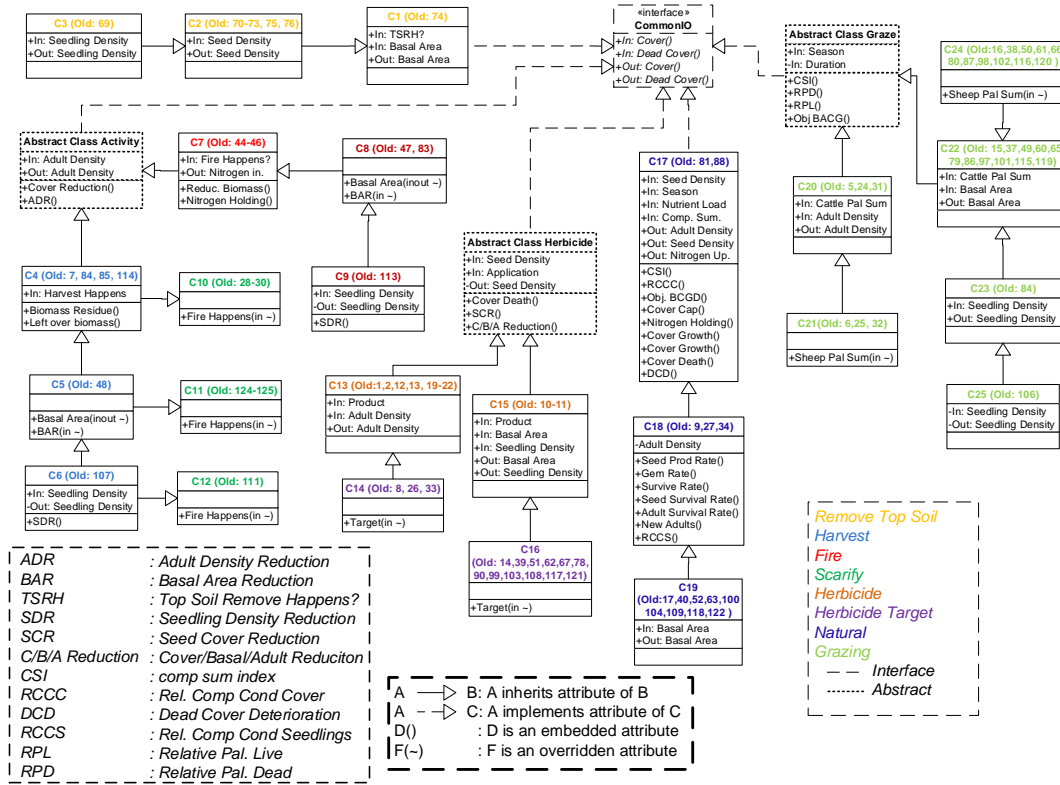 C3 (Old: 69)
+In: Seedling Density
+Out: Seedling Density
C2 (Old: 70-73, 75, 76)
+In: Seed Density
+Out: Seed Density
C1 (Old: 74)
+In: TSRH?
+In: Basal Area
+Out: Basal Area
«interface»
CommonIO
+In: Cover()
+In: Dead Cover()
+Out: Cover()
+Out: Dead Cover()
Abstract Class Graze
+In: Season
-In: Duration
+CSI()
+RPD()
+RPL()
+Obj BACG()
C24 (Old:16,38,50,61,66
80,87,98,102,116,120 )
+Sheep Pal Sum(in ~)
Abstract Class Activity
+In: Adult Density
+Out: Adult Density
+Cover Reduction()
+ADR()
C7 (Old: 44-46)
+In: Fire Happens?
+Out: Nitrogen in.
+Reduc. Biomass()
+Nitrogen Holding()
C8 (Old: 47, 83)
+Basal Area(inout ~)
+BAR(in ~)
C17 (Old: 81,88)
+In: Seed Density
+In: Season
+In: Nutrient Load
+In: Comp. Sum.
+Out: Adult Density
+Out: Seed Density
+Out: Nitrogen Up.
+CSI()
+RCCC()
+Obj. BCGD()
+Cover Cap()
+Nitrogen Holding()
+Cover Growth()
+Cover Growth()
+Cover Death()
+DCD()
C20 (Old: 5,24,31)
+In: Cattle Pal Sum
+In: Adult Density
+Out: Adult Density
C22 (Old: 15,37,49,60,65
79,86,97,101,115,119)
+In: Cattle Pal Sum
+In: Basal Area
+Out: Basal Area
Abstract Class Herbicide
+In: Seed Density
+In: Application
-Out: Seed Density
+Cover Death()
+SCR()
+C/B/A Reduction()
C4 (Old: 7, 84, 85, 114)
+In: Harvest Happens
+Biomass Residue()
+Left over biomass()
C10 (Old: 28-30)
+Fire Happens(in ~)
C9 (Old: 113)
+In: Seedling Density
-Out: Seedling Density
+SDR()
C23 (Old: 84)
+In: Seedling Density
+Out: Seedling Density
C21(Old: 6,25, 32)
+Sheep Pal Sum(in ~)
C5 (Old: 48)
+Basal Area(inout ~)
+BAR(in ~)
C11 (Old: 124-125)
+Fire Happens(in ~)
C13 (Old: 1,2,12,13, 19-22)
+In: Product
+In: Adult Density
+Out: Adult Density
C15 (Old: 10-11)
+In: Product
+In: Basal Area
+In: Seedling Density
+Out: Basal Area
+Out: Seedling Density
C18 (Old: 9,27,34)
-Adult Density
+Seed Prod Rate()
+Gem Rate()
+Survive Rate()
+Seed Survival Rate()
+Adult Survival Rate()
+New Adults()
+RCCS()
C25 (Old: 106)
-In: Seedling Density
-Out: Seedling Density
C6 (Old: 107)
+In: Seedling Density
-Out: Seedling Density
+SDR()
C12 (Old: 111)
+Fire Happens(in ~)
C14 (Old: 8, 26, 33)
+Target(in ~)
C16
(Old: 14,39,51,62,67,78,
90,99,103,108,117,121)
+Target(in ~)
C19
(Old:17,40,52,63,100
104,109,118,122 )
+In: Basal Area
+Out: Basal Area
Remove Top Soil
Harvest
Fire
Scarify
Herbicide
Herbicide Target
Natural
Grazing
Interface
Abstract
ADR : Adult Density Reduction
BAR : Basal Area Reduction
TSRH : Top Soil Remove Happens?
SDR : Seedling Density Reduction
SCR : Seed Cover Reduction
C/B/A Reduction : Cover/Basal/Adult Reduciton
CSI : comp sum index
RCCC : Rel. Comp Cond Cover
DCD : Dead Cover Deterioration
RCCS : Rel. Comp Cond Seedlings
RPL : Relative Pal. Live
RPD : Relative Pal. Dead
A B: A inherits attribute of B
A C: A implements attribute of C
D() : D is an embedded attribute
F(~) : F is an overridden attribute